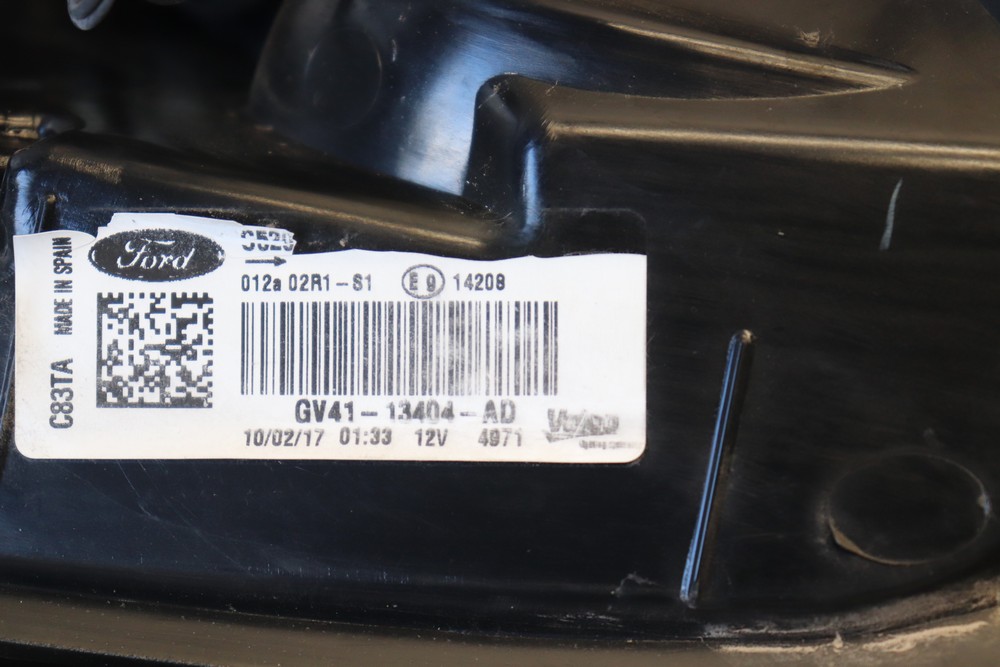 MADE IN SPAIN
C83TA
Ford
C520
012a 02R1-S1 E9 14208
GV41-13404-AD
10/02/17 01:33 12V 4971
Valeo